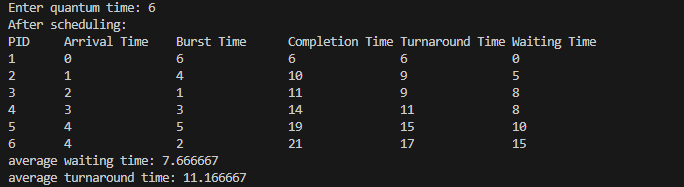 Enter quantum time: 6
After scheduling:
PID Arrival Time Burst Time Completion Time Turnaround Time Waiting Time
1 0 6 6 6 0
2 1 4 10 9 5
3 2 1 11 9 8
4 3 3 14 11 8
5 4 5 19 15 10
6 4 2 21 17 15
average waiting time: 7.666667
average turnaround time: 11.166667